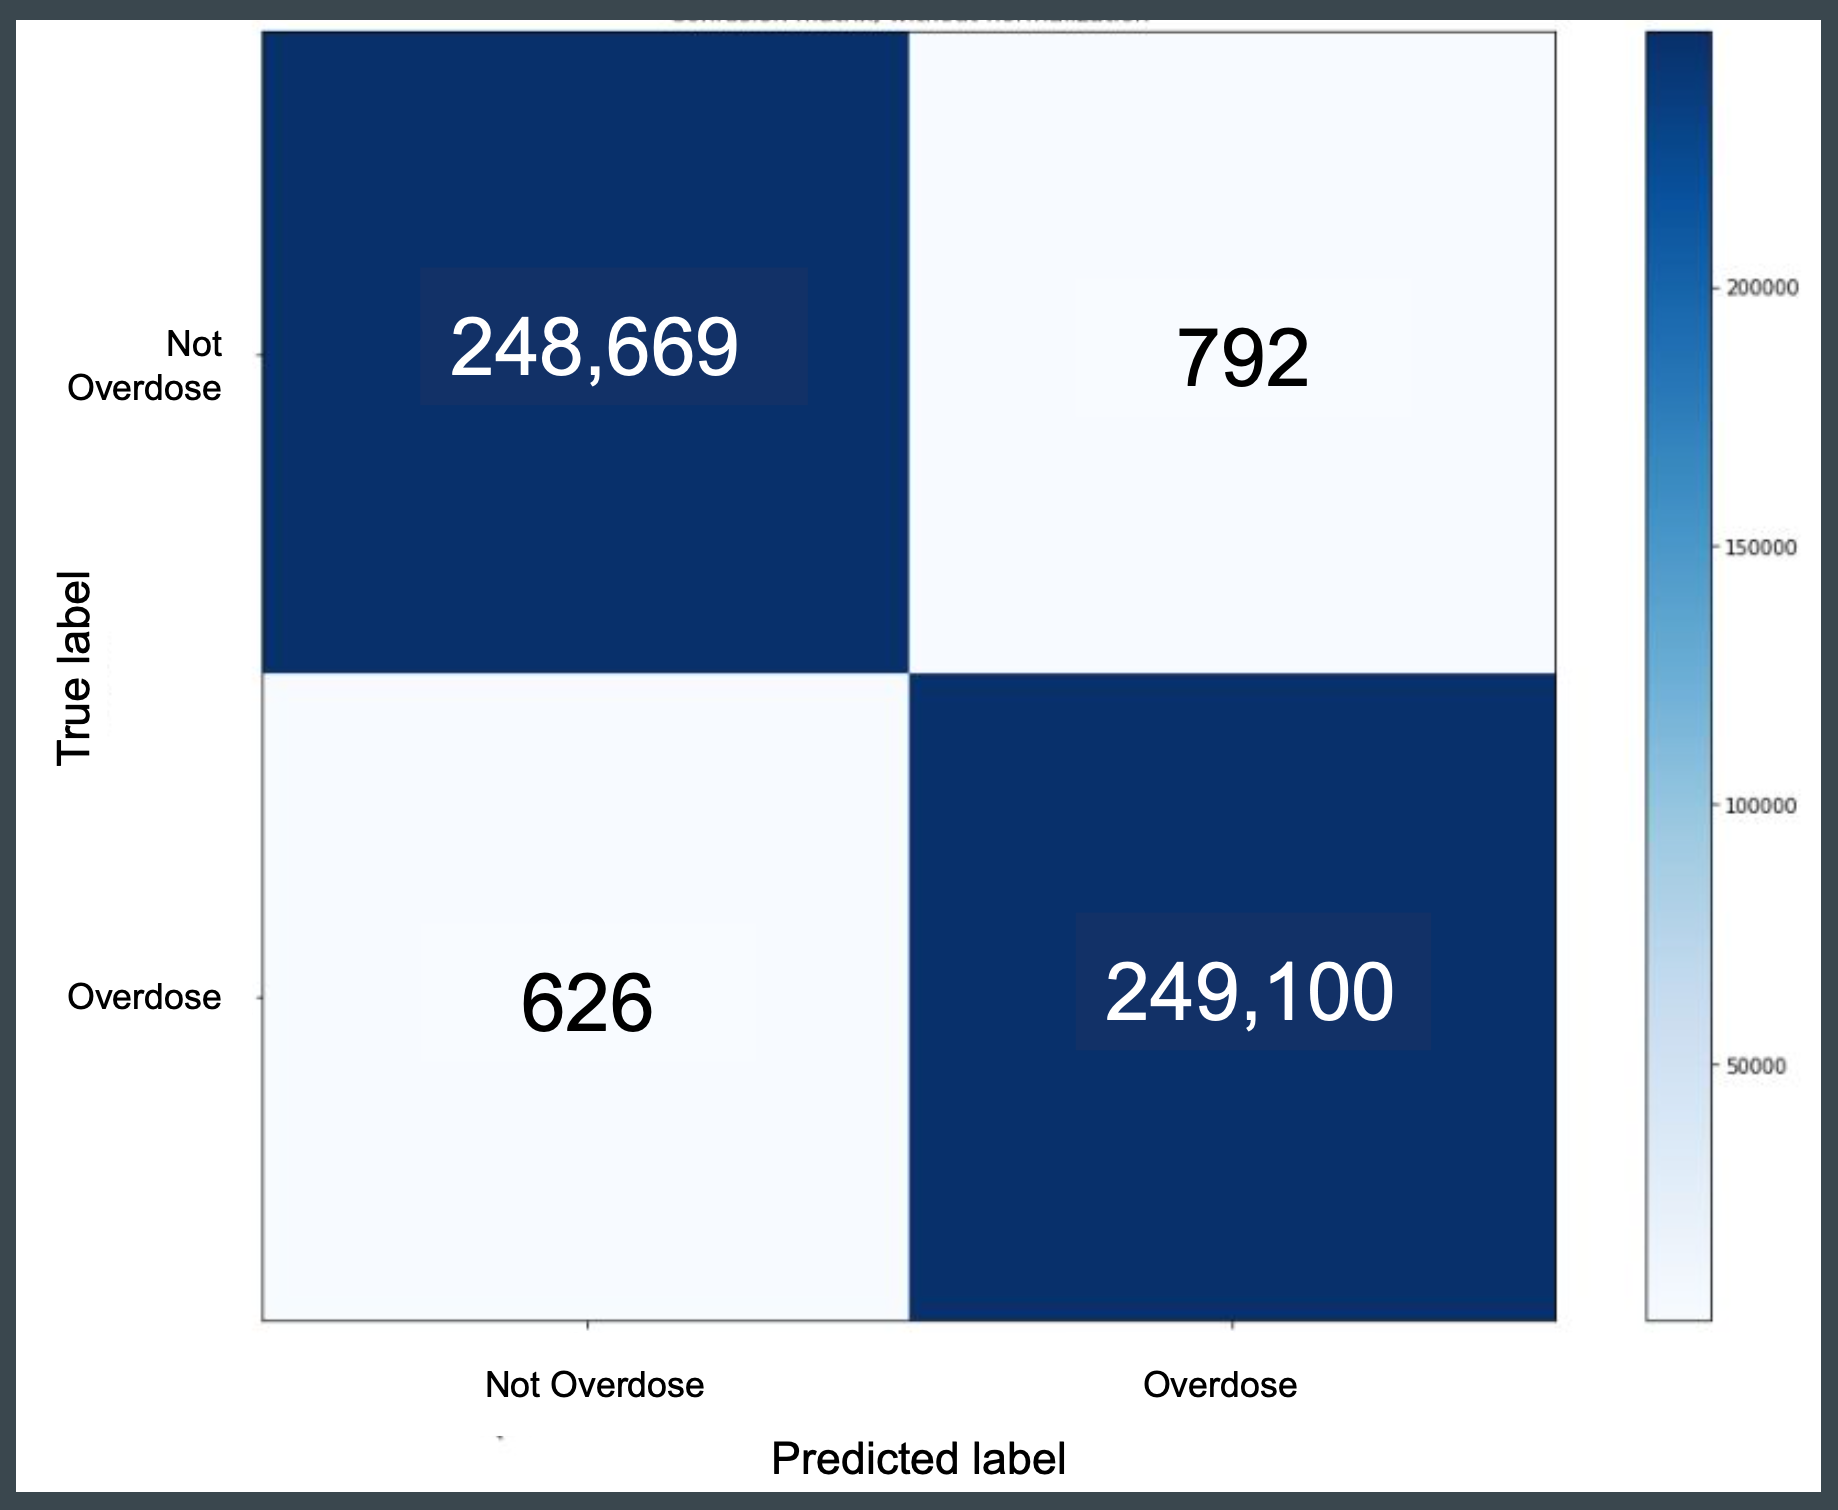 248,669
792
Not
Overdose
True label
626
249,100
Overdose
Not Overdose
Overdose
Predicted label
200000
150000
100000
50000